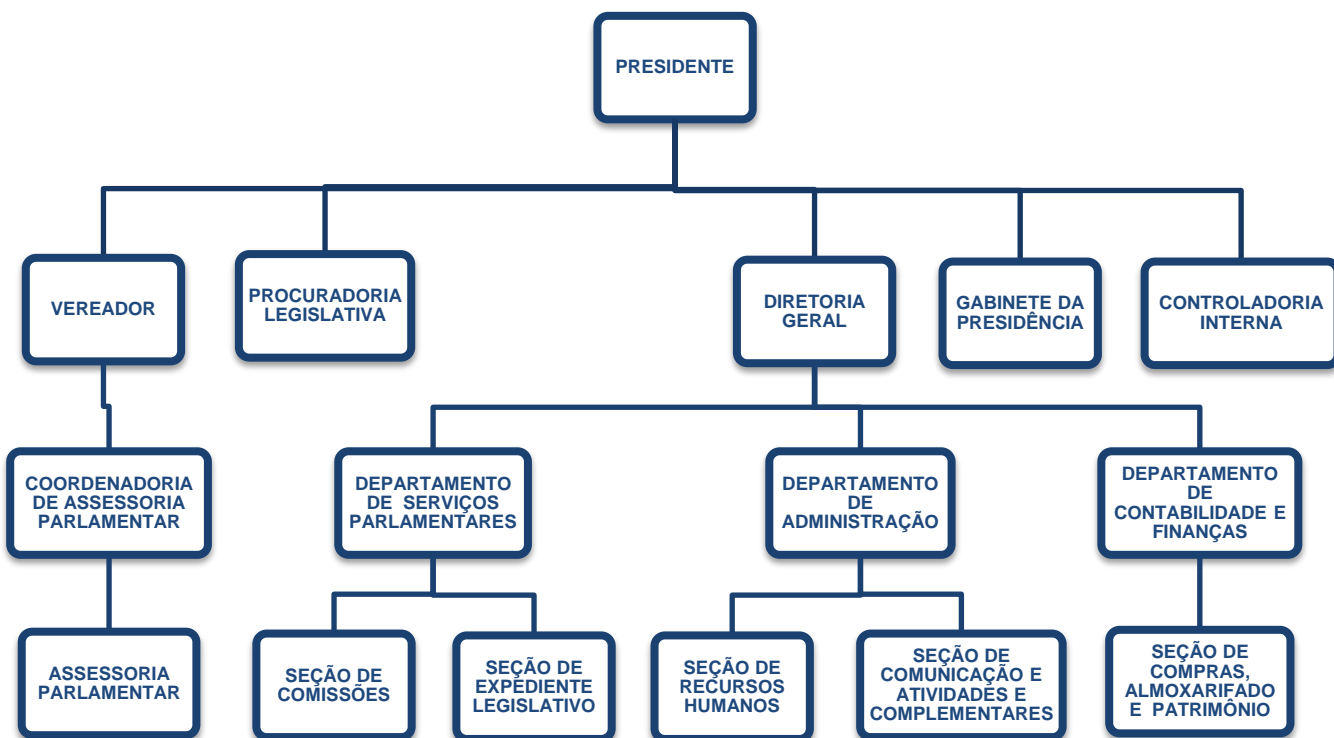 PRESIDENTE
VEREADOR
PROCURADORIA
LEGISLATIVA
DIRETORIA
GERAL
GABINETE DA
PRESIDÊNCIA
CONTROLADORIA
INTERNA
COORDENADORIA
DE ASSESSORIA
PARLAMENTAR
DEPARTAMENTO
DE SERVIÇOS
PARLAMENTARES
DEPARTAMENTO
DE
ADMINISTRAÇÃO
DEPARTAMENTO
DE
CONTABILIDADE E
FINANÇAS
ASSESSORIA
PARLAMENTAR
SEÇÃO DE
COMISSÕES
SEÇÃO DE
EXPEDIENTE
LEGISLATIVO
SEÇÃO DE
RECURSOS
HUMANOS
SEÇÃO DE
COMUNICAÇÃO E
ATIVIDADES E
COMPLEMENTARES
SEÇÃO DE
COMPRAS,
ALMOXARIFADO
E PATRIMÔNIO